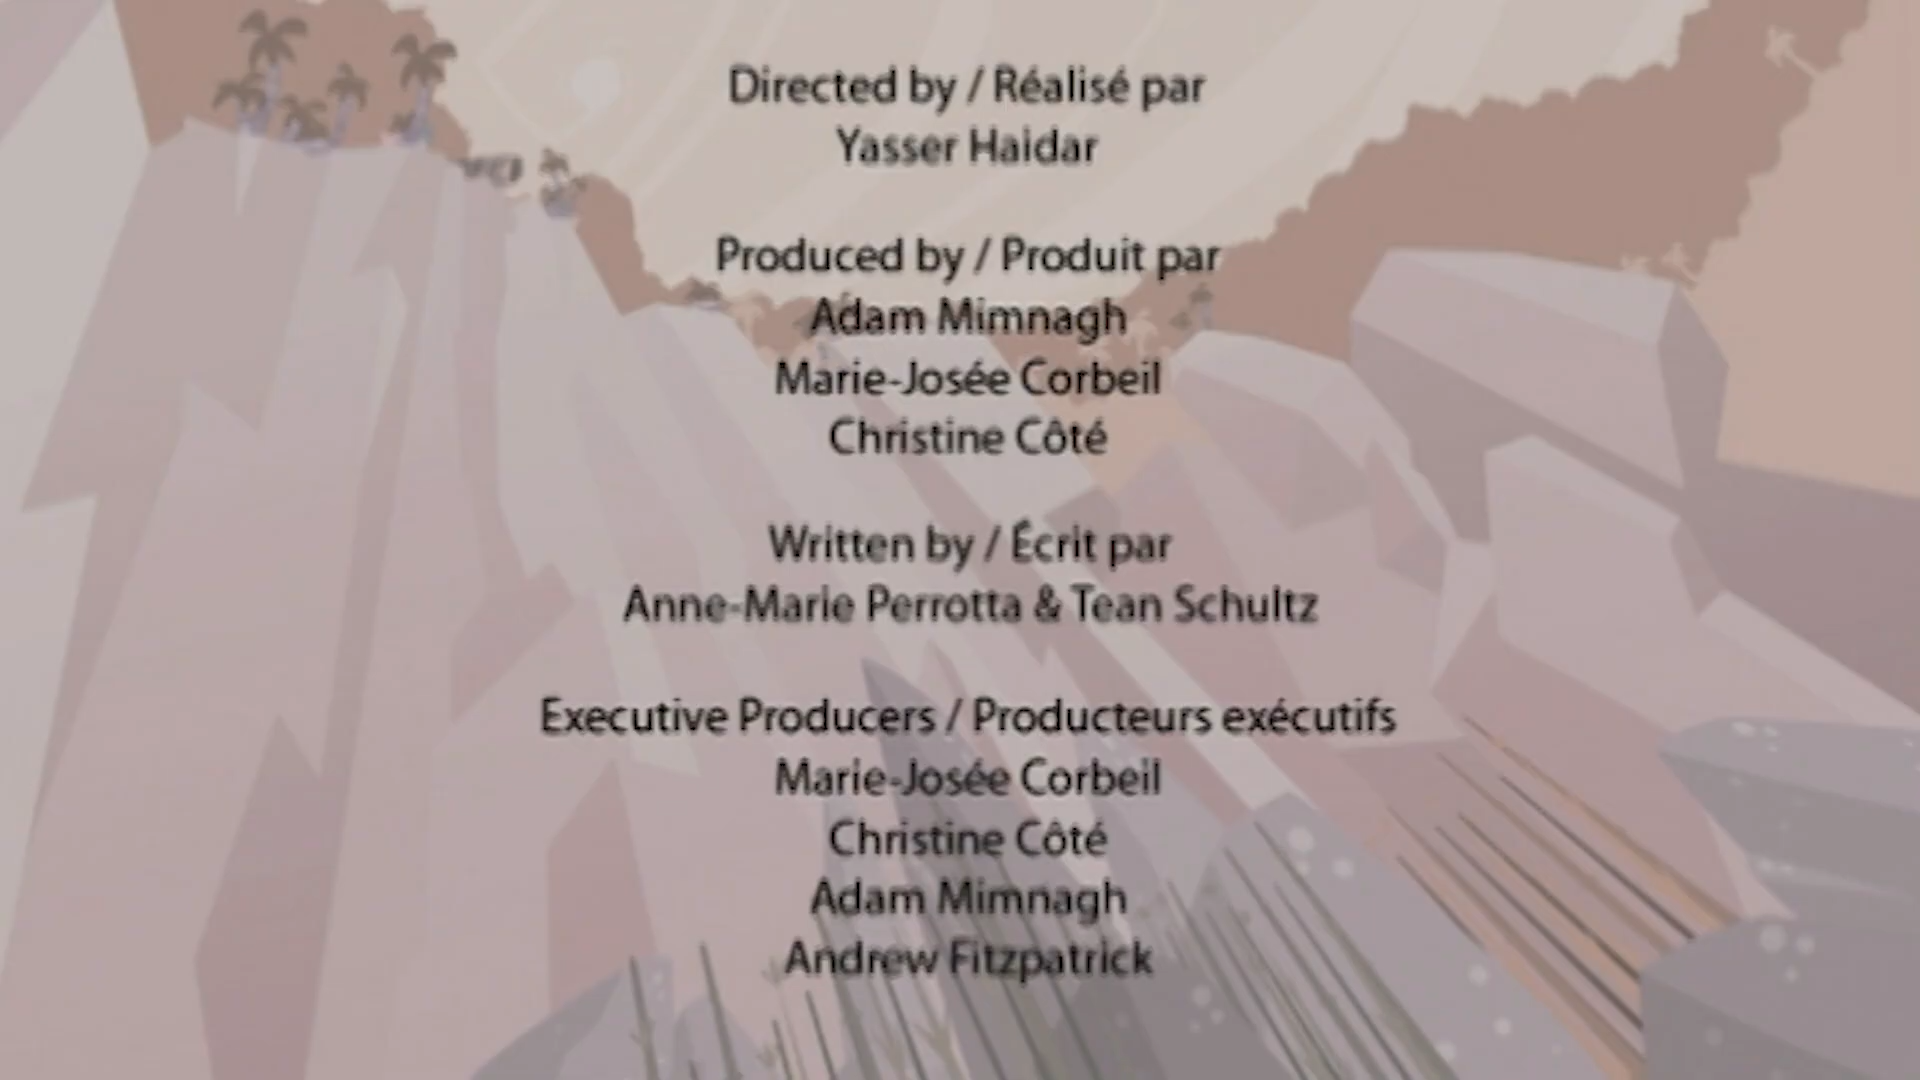 Directed by / Réalisé par
Yasser Haidar
Produced by / Produit par
Adam Mimnagh
Marie-Josée Corbeil
Christine Côté
Written by / Écrit par
Anne-Marie Perrotta & Tean Schultz
Executive Producers / Producteurs exécutifs
Marie-Josée Corbeil
Christine Côté
Adam Mimnagh
Andrew Fitzpatrick